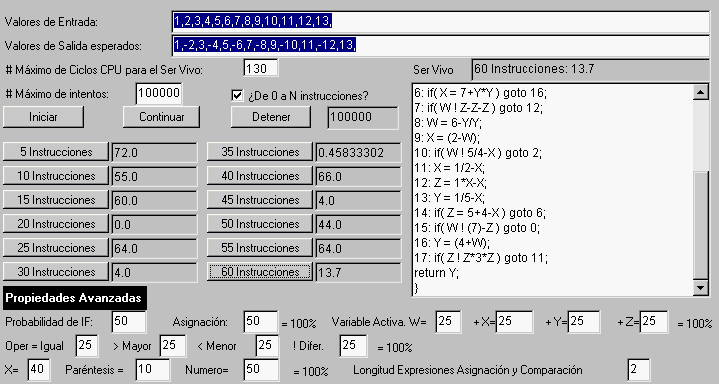 Valores de Entrada: 1,2,3,4,5,6,7,8,9,10,11,12,13,
Valores de Salida esperados: 1,-2,3,-4,5,-6,7,-8,9,-10,11,-12,13,
# Máximo de Ciclos CPU para el Ser Vivo: 130 Ser Vivo 60 Instrucciones: 13.7
# Máximo de intentos: 100000 ¿De 0 a N instrucciones?
Iniciar Continuar Detener 100000
5 Instrucciones 72.0 35 Instrucciones 0.45833302
10 Instrucciones 55.0 40 Instrucciones 66.0
15 Instrucciones 60.0 45 Instrucciones 4.0
20 Instrucciones 0.0 50 Instrucciones 44.0
25 Instrucciones 64.0 55 Instrucciones 64.0
30 Instrucciones 4.0 60 Instrucciones 13.7
6: if( X = 7+Y*Y ) goto 16;
7: if( W ! Z-Z-Z ) goto 12;
8: W = 6-Y/Y;
9: X = (2-W);
10: if( W ! 5/4-X ) goto 2;
11: X = 1/2-X;
12: Z = 1*X-X;
13: Y = 1/5-X;
14: if( Z = 5+4-X ) goto 6;
15: if( W ! (7)-Z ) goto 0;
16: Y = (4+W);
17: if( Z ! Z*3*Z ) goto 11;
return Y;
}
Propiedades Avanzadas
Probabilidad de IF: 50 Asignación: 50 = 100% Variable Activa. W= 25 + X= 25 + Y= 25 + Z= 25 = 100%
Oper = Igual 25 > Mayor 25 < Menor 25 ! Difer. 25 = 100%
X= 40 Paréntesis = 10 Numero= 50 = 100% Longitud Expresiones Asignación y Comparación 2